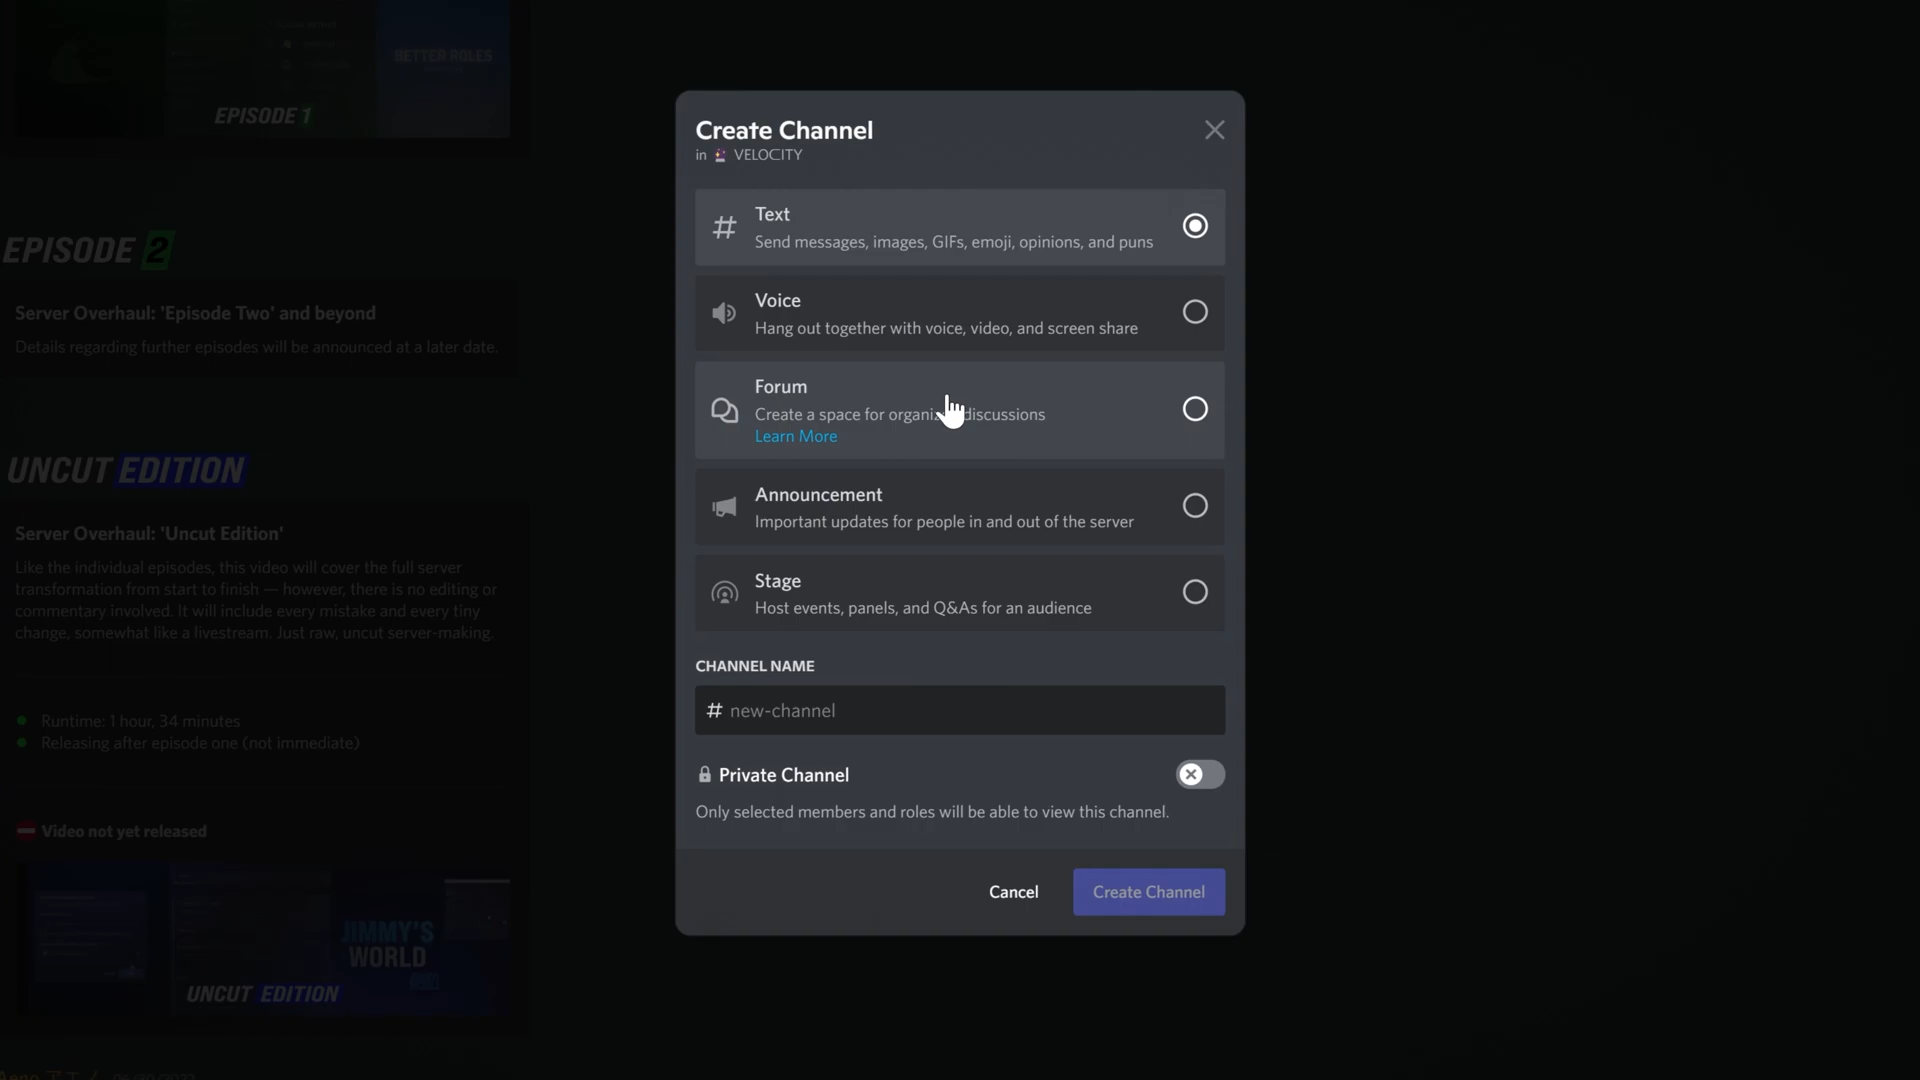 BETTER ROLES
EPISODE 1
EPISODE 2
Server Overhaul: 'Episode Two' and beyond
Details regarding further episodes will be announced at a later date.
UNCUT EDITION
Server Overhaul: 'Uncut Edition'
Like the individual episodes, this video will cover the full server
transformation from start to finish — however, there is no editing or
commentary involved. It will include every mistake and every tiny
change, somewhat like a livestream. Just raw, uncut server-making.
Runtime: 1 hour, 34 minutes
Releasing after episode one (not immediate)
Video not yet released
JIMMY'S
WORLD
UNCUT EDITION
Create Channel
in VELOCITY
Text
Send messages, images, GIFs, emoji, opinions, and puns
Voice
Hang out together with voice, video, and screen share
Forum
Create a space for discussions
Learn More
Announcement
Important updates for people in and out of the server
Stage
Host events, panels, and Q&As for an audience
CHANNEL NAME
# new-channel
Private Channel
Only selected members and roles will be able to view this channel.
Cancel
Create Channel